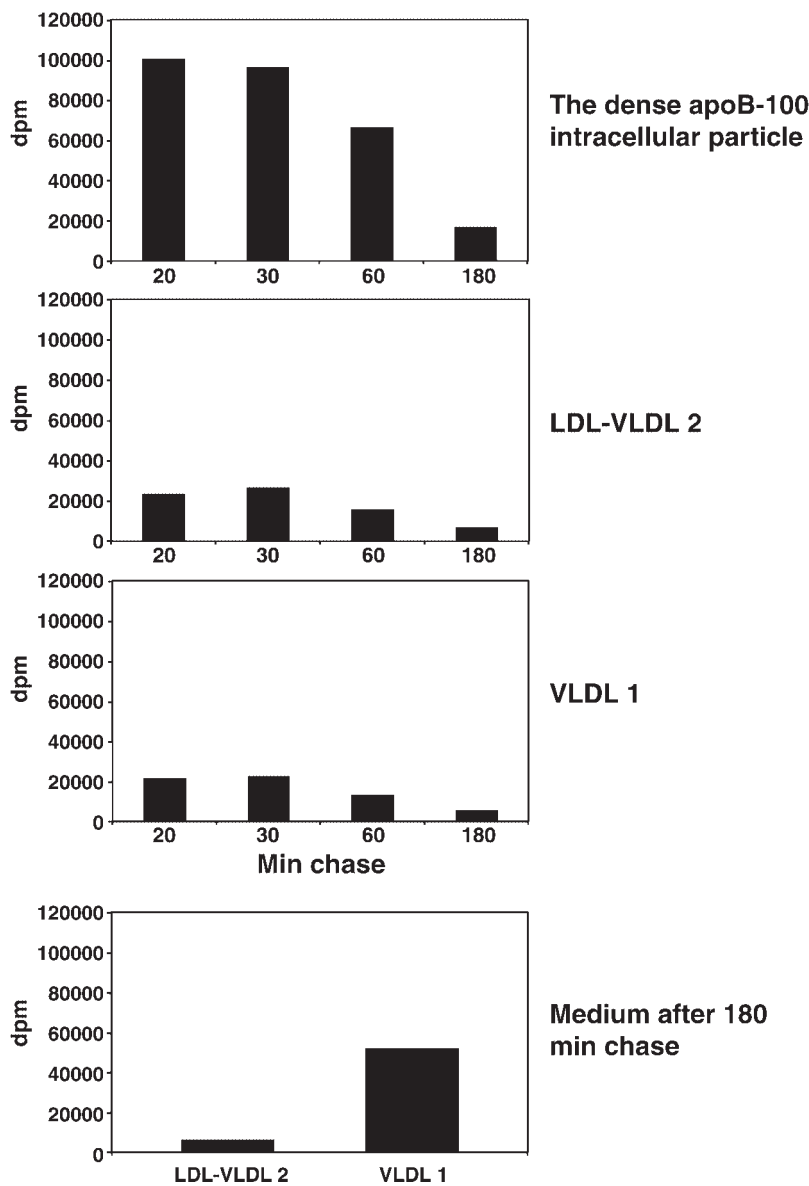 120000
100000
80000
60000
40000
20000
0
dpm
20 30 60 180
The dense apoB-100
intracellular particle
120000
100000
80000
60000
40000
20000
0
dpm
20 30 60 180
LDL-VLDL 2
120000
100000
80000
60000
40000
20000
0
dpm
20 30 60 180
Min chase
VLDL 1
120000
100000
80000
60000
40000
20000
0
dpm
LDL-VLDL 2 VLDL 1
Medium after 180
min chase